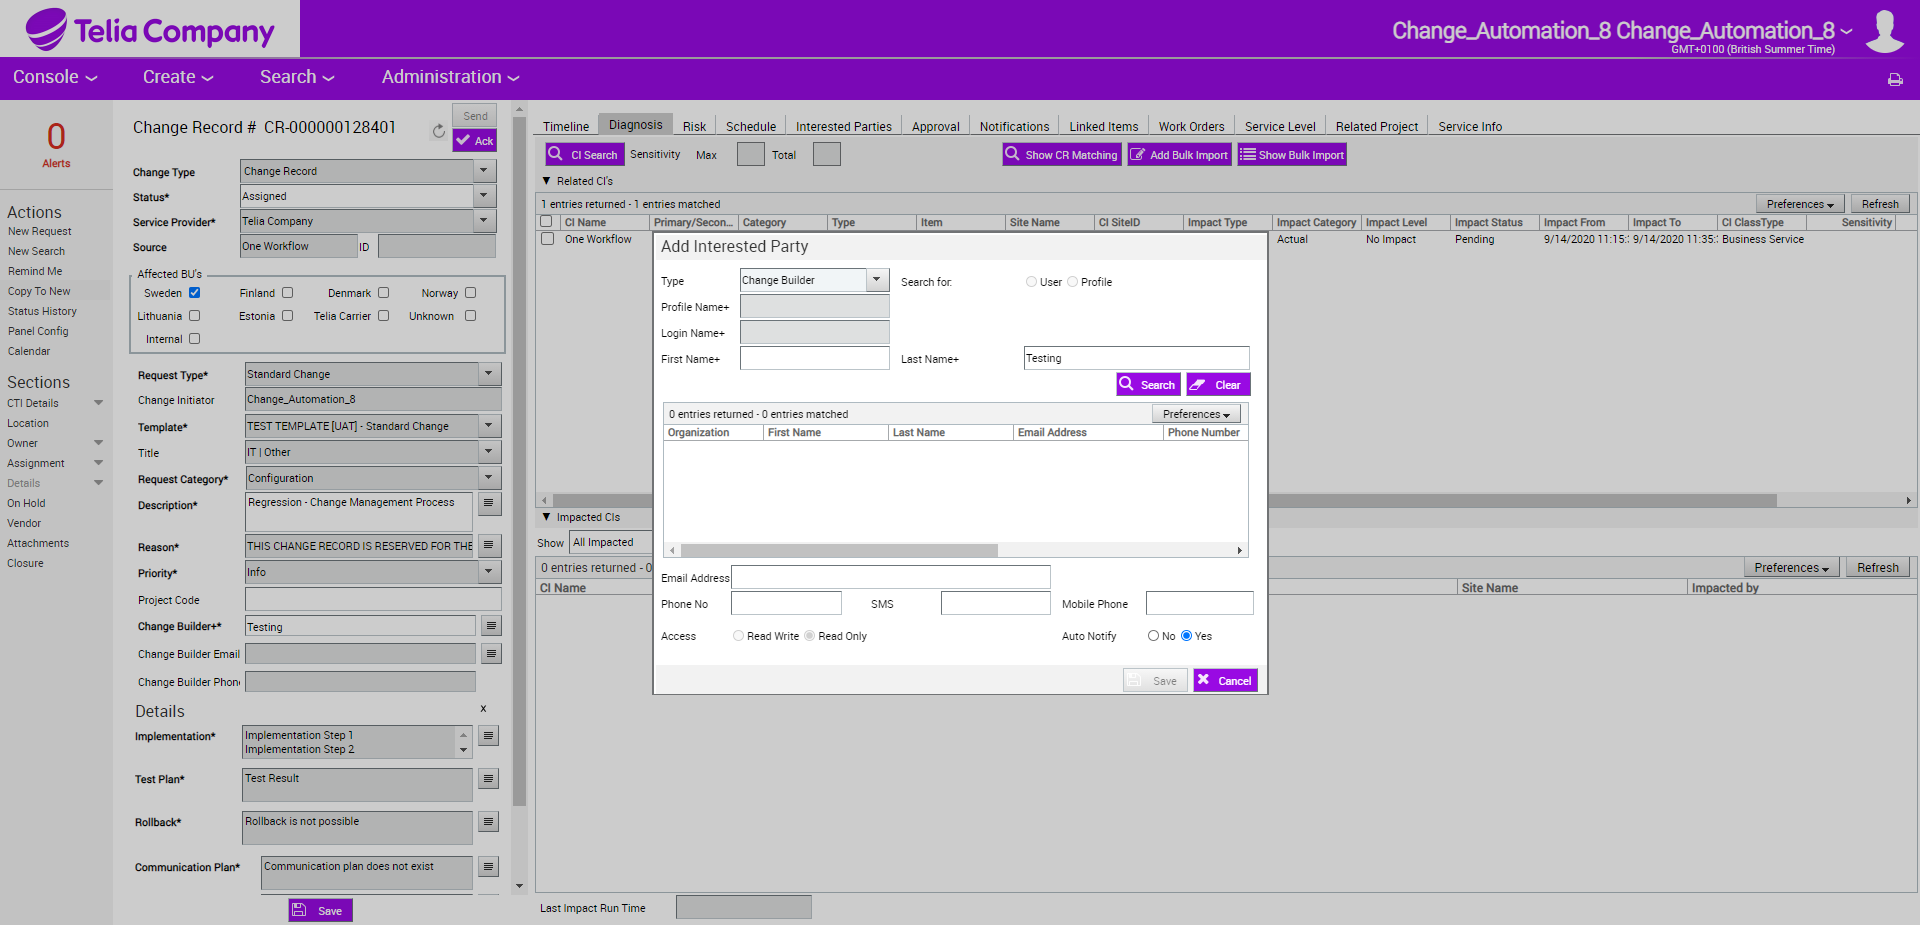 Telia Company
Change_Automation_8 Change_Automation_8
GMT+0100 (British Summer Time)
Console
Create
Search
Administration
0
Alerts
Actions
New Request
New Search
Remind Me
Copy To New
Status History
Panel Config
Calendar
Sections
CTI Details
Location
Owner
Assignment
Details
On Hold
Vendor
Attachments
Closure
Change Record # CR-000000128401
Send
Ack
Change Type Change Record
Status* Assigned
Service Provider* Telia Company
Source One Workflow ID
Affected BU's
Sweden Finland Denmark Norway
Lithuania Estonia Telia Carrier Unknown
Internal
Request Type* Standard Change
Change Initiator Change_Automation_8
Template* TEST TEMPLATE [UAT] - Standard Change
Title IT | Other
Request Category* Configuration
Description* Regression - Change Management Process
Reason* THIS CHANGE RECORD IS RESERVED FOR THE
Priority* Info
Project Code
Change Builder+* Testing
Change Builder Email
Change Builder Phon
Details x
Implementation* Implementation Step 1
Implementation Step 2
Test Plan* Test Result
Rollback* Rollback is not possible
Communication Plan* Communication plan does not exist
Save
Timeline Diagnosis Risk Schedule Interested Parties Approval Notifications Linked Items Work Orders Service Level Related Project Service Info
CI Search Sensitivity Max Total Show CR Matching Add Bulk Import Show Bulk Import
Related CI's
1 entries returned - 1 entries matched Preferences Refresh
CI Name Primary/Secon... Category Type Item Site Name CI SiteID Impact Type Impact Category Impact Level Impact Status Impact From Impact To CI ClassType Sensitivity
One Workflow Actual No Impact Pending 9/14/2020 11:15: 9/14/2020 11:35: Business Service
Impacted CIs
Show All Impacted
0 entries returned - 0 Preferences Refresh
CI Name Site Name Impacted by
Last Impact Run Time
Add Interested Party
Type Change Builder Search for: User Profile
Profile Name+
Login Name+
First Name+ Last Name+ Testing
Search Clear
0 entries returned - 0 entries matched Preferences
Organization First Name Last Name Email Address Phone Number
Email Address
Phone No SMS Mobile Phone
Access Read Write Read Only Auto Notify No Yes
Save Cancel